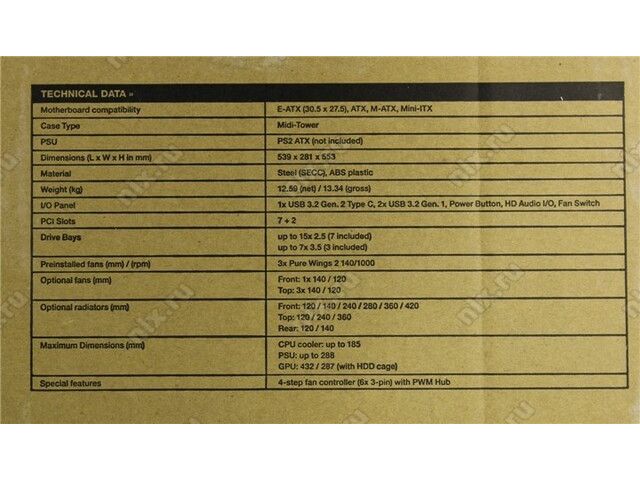 TECHNICAL DATA »
Motherboard compatibility E-ATX (30.5 x 27.5), ATX, M-ATX, Mini-ITX
Case Type Midi-Tower
PSU PS2 ATX (not included)
Dimensions (L x W x H in mm) 539 x 281 x 553
Material Steel (SECC), ABS plastic
Weight (kg) 12.59 (net) / 13.34 (gross)
I/O Panel 1x USB 3.2 Gen. 2 Type C, 2x USB 3.2 Gen. 1, Power Button, HD Audio I/O, Fan Switch
PCI Slots 7 + 2
Drive Bays up to 15x 2.5 (7 included)
up to 7x 3.5 (3 included)
Preinstalled fans (mm) / (rpm) 3x Pure Wings 2 140/1000
Optional fans (mm) Front: 1x 140 / 120
Top: 3x 140 / 120
Optional radiators (mm) Front: 120 / 140 / 240 / 280 / 360 / 420
Top: 120 / 240 / 360
Rear: 120 / 140
Maximum Dimensions (mm) CPU cooler: up to 185
PSU: up to 288
GPU: 432 / 287 (with HDD cage)
Special features 4-step fan controller (6x 3-pin) with PWM Hub
nix.ru